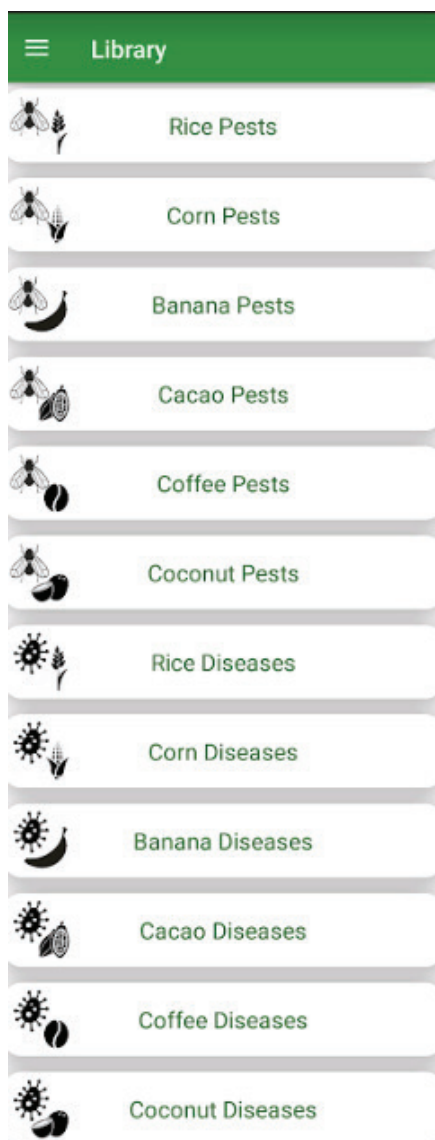 Library
Rice Pests
Corn Pests
Banana Pests
Cacao Pests
Coffee Pests
Coconut Pests
Rice Diseases
Corn Diseases
Banana Diseases
Cacao Diseases
Coffee Diseases
Coconut Diseases